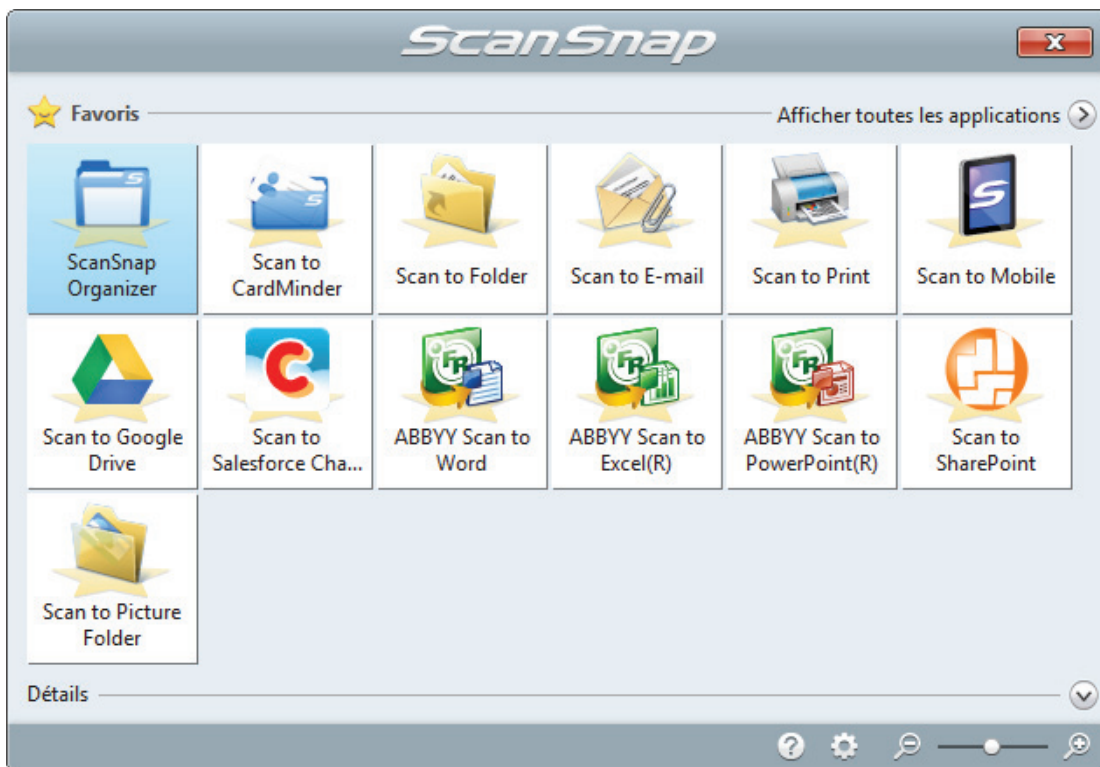 ScanSnap
Favoris
Afficher toutes les applications
ScanSnap
Organizer
Scan to
CardMinder
Scan to Folder
Scan to E-mail
Scan to Print
Scan to Mobile
Scan to Google
Drive
Scan to
Salesforce Cha...
ABBYY Scan to
Word
ABBYY Scan to
Excel(R)
ABBYY Scan to
PowerPoint(R)
Scan to
SharePoint
Scan to Picture
Folder
Détails